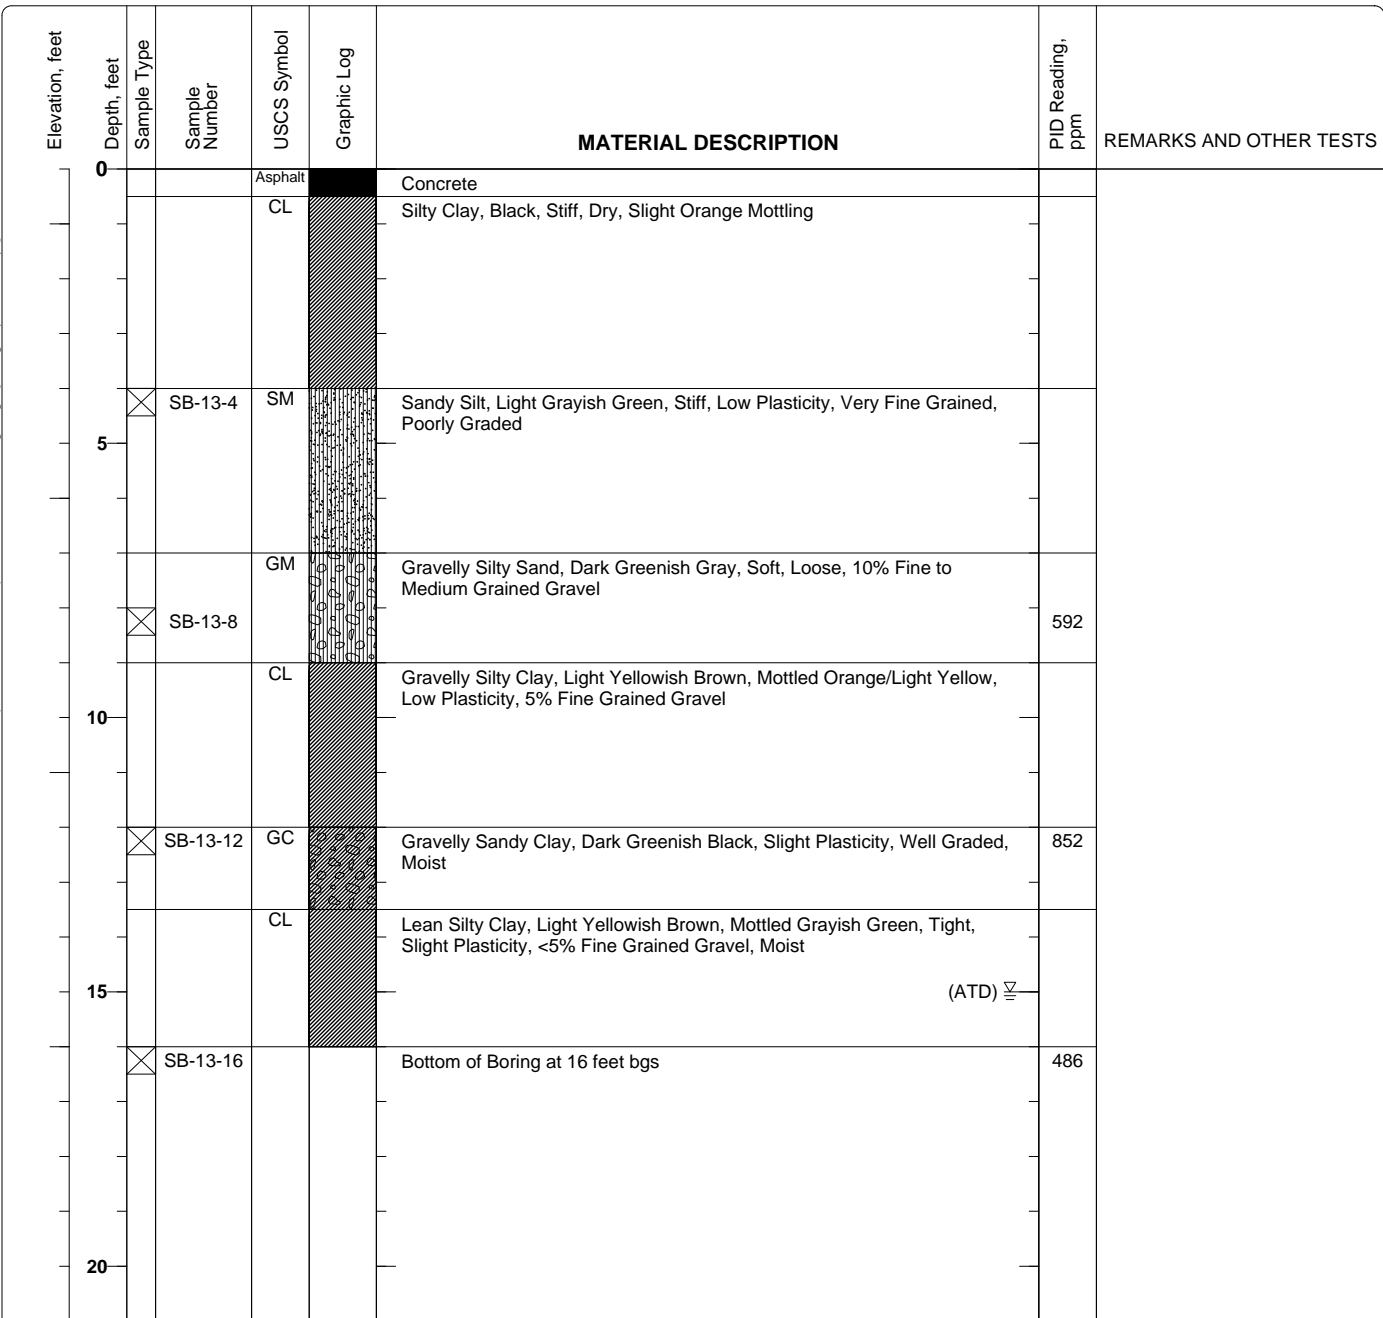 Elevation, feet
Depth, feet
Sample Type
Sample
Number
USCS Symbol
Graphic Log
MATERIAL DESCRIPTION
PID Reading,
ppm
REMARKS AND OTHER TESTS
0
Asphalt
Concrete
CL
Silty Clay, Black, Stiff, Dry, Slight Orange Mottling
SB-13-4
SM
Sandy Silt, Light Grayish Green, Stiff, Low Plasticity, Very Fine Grained,
Poorly Graded
5
GM
Gravelly Silty Sand, Dark Greenish Gray, Soft, Loose, 10% Fine to
Medium Grained Gravel
SB-13-8
592
CL
Gravelly Silty Clay, Light Yellowish Brown, Mottled Orange/Light Yellow,
Low Plasticity, 5% Fine Grained Gravel
10
SB-13-12
GC
Gravelly Sandy Clay, Dark Greenish Black, Slight Plasticity, Well Graded,
Moist
852
CL
Lean Silty Clay, Light Yellowish Brown, Mottled Grayish Green, Tight,
Slight Plasticity, <5% Fine Grained Gravel, Moist
15
(ATD)
SB-13-16
Bottom of Boring at 16 feet bgs
486
20